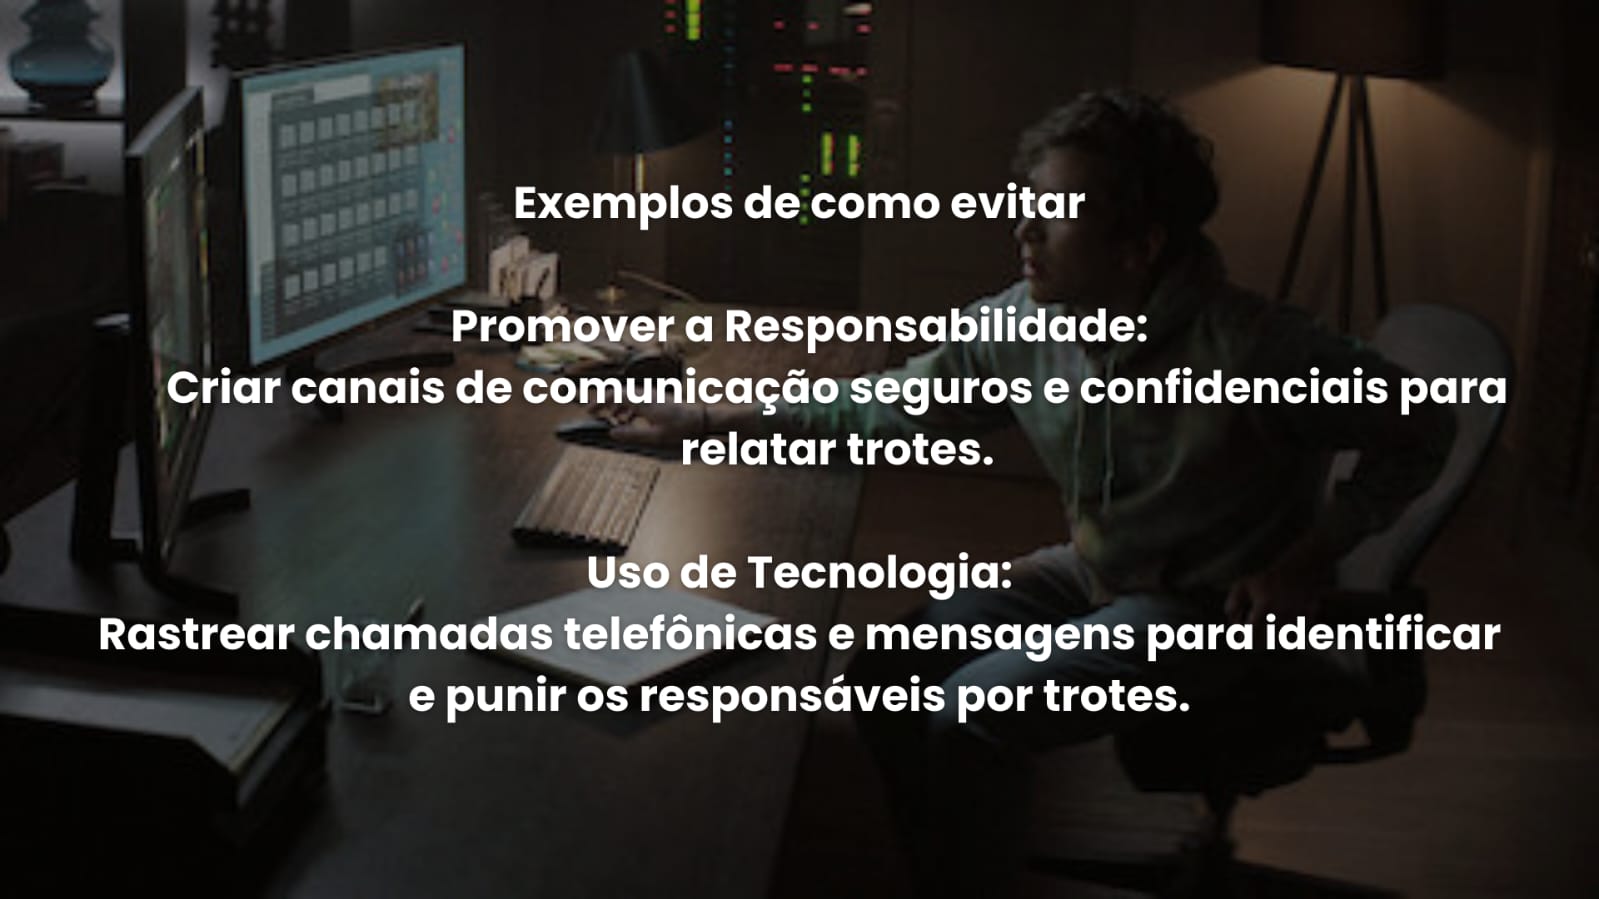 Exemplos de como evitar
Promover a Responsabilidade:
Criar canais de comunicação seguros e confidenciais para
relatar trotes.
Uso de Tecnologia:
Rastrear chamadas telefônicas e mensagens para identificar
e punir os responsáveis por trotes.